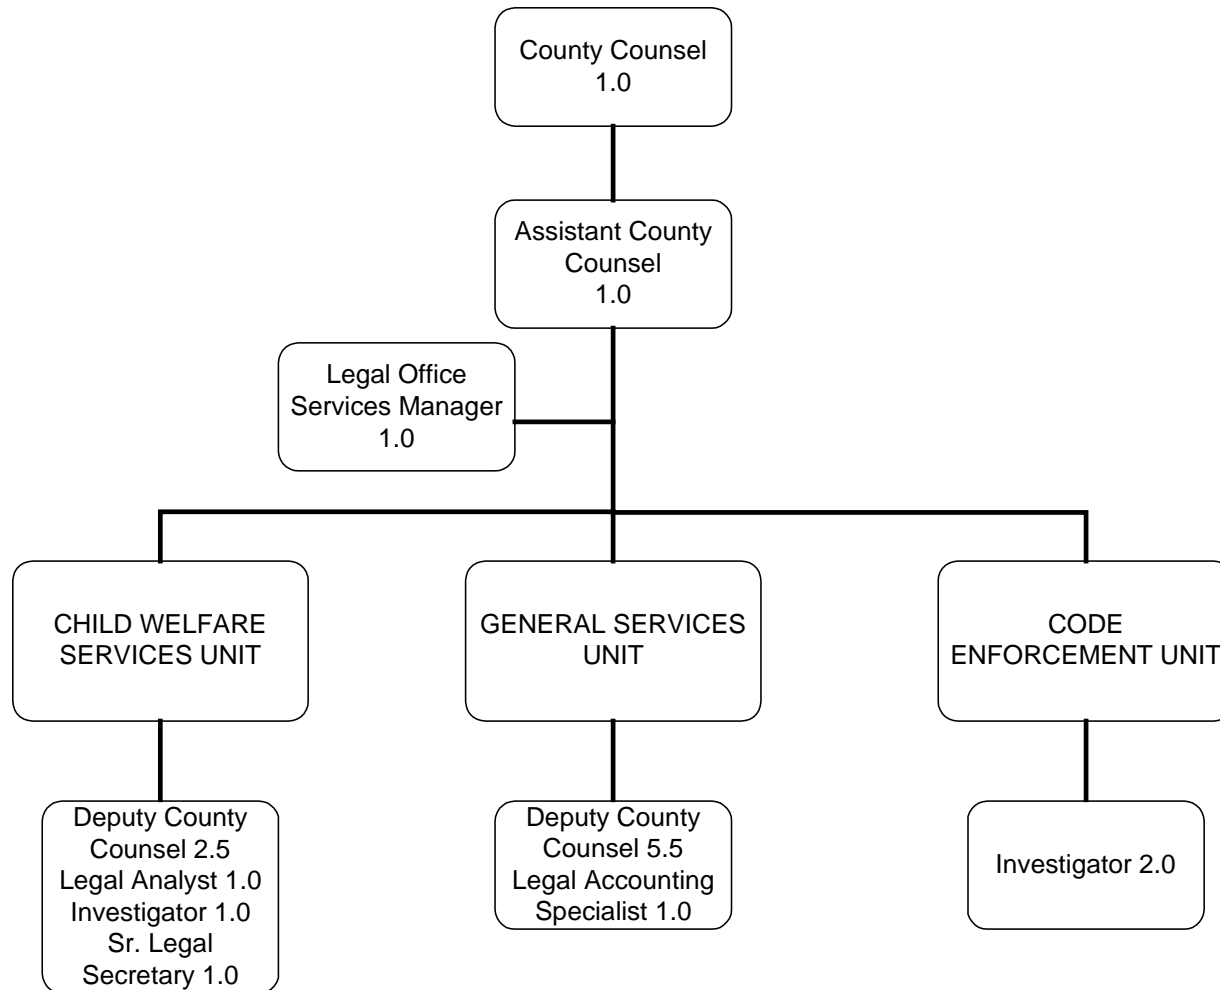 County Counsel
1.0
Assistant County
Counsel
1.0
Legal Office
Services Manager
1.0
CHILD WELFARE
SERVICES UNIT
GENERAL SERVICES
UNIT
CODE
ENFORCEMENT UNIT
Deputy County
Counsel 2.5
Legal Analyst 1.0
Investigator 1.0
Sr. Legal
Secretary 1.0
Deputy County
Counsel 5.5
Legal Accounting
Specialist 1.0
Investigator 2.0